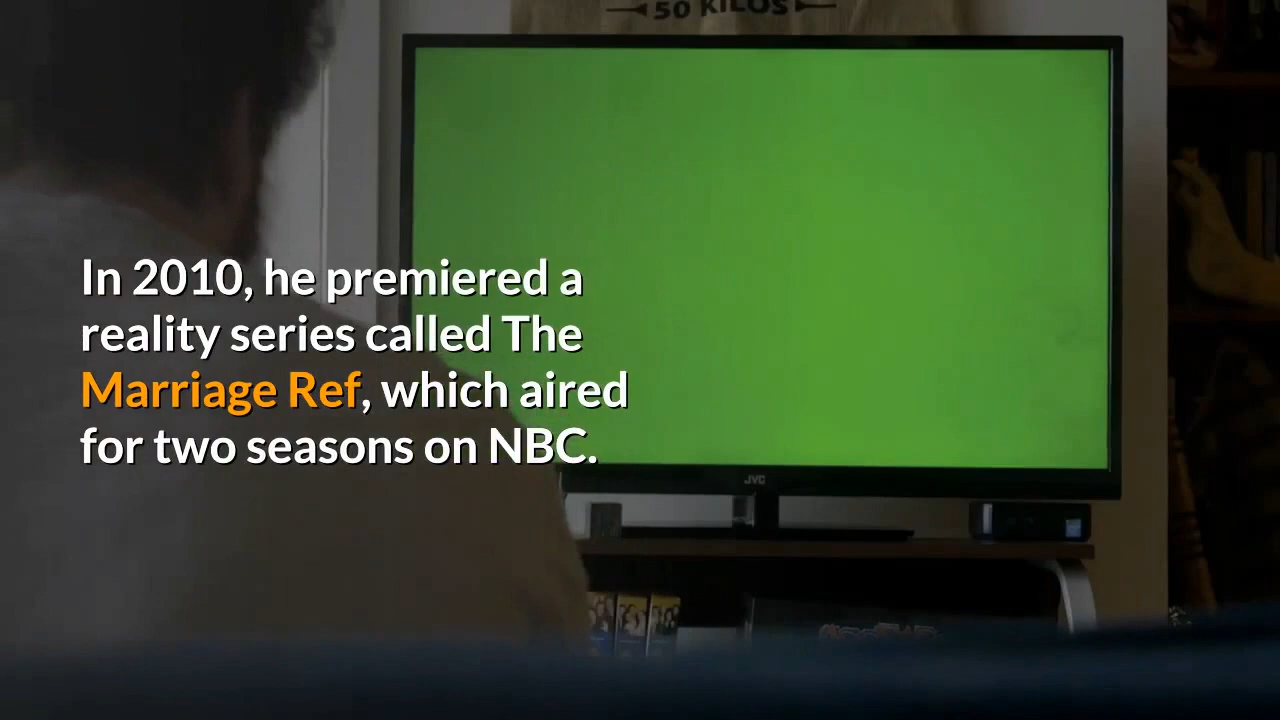 50 KILOS
In 2010, he premiered a
reality series called The
Marriage Ref, which aired
for two seasons on NBC.
JVC